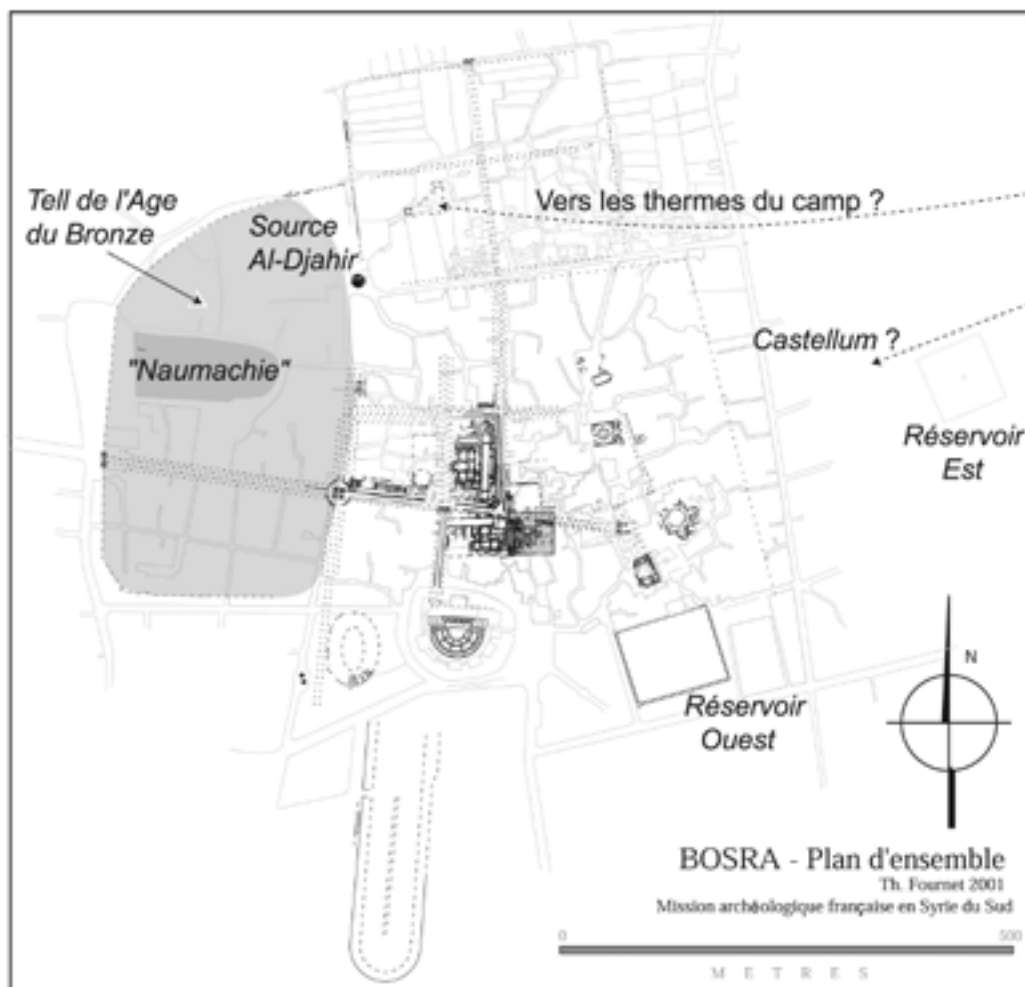 Tell de l'Age
du Bronze
Source
Al-Djahir
Vers les thermes du camp ?
"Naumachie"
Castellum ?
Réservoir
Est
Réservoir
Ouest
N
BOSRA - Plan d'ensemble
Th. Fournet 2001
Mission archéologique française en Syrie du Sud
0
500
METRES